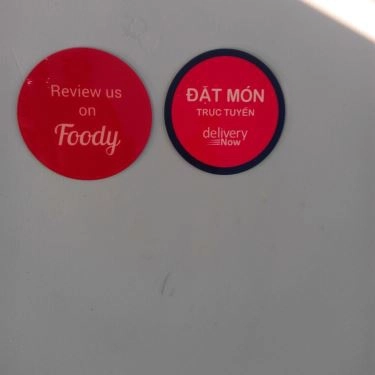 Review us
on
Foody
ĐẶT MÓN
TRỰC TUYẾN
delivery
Now